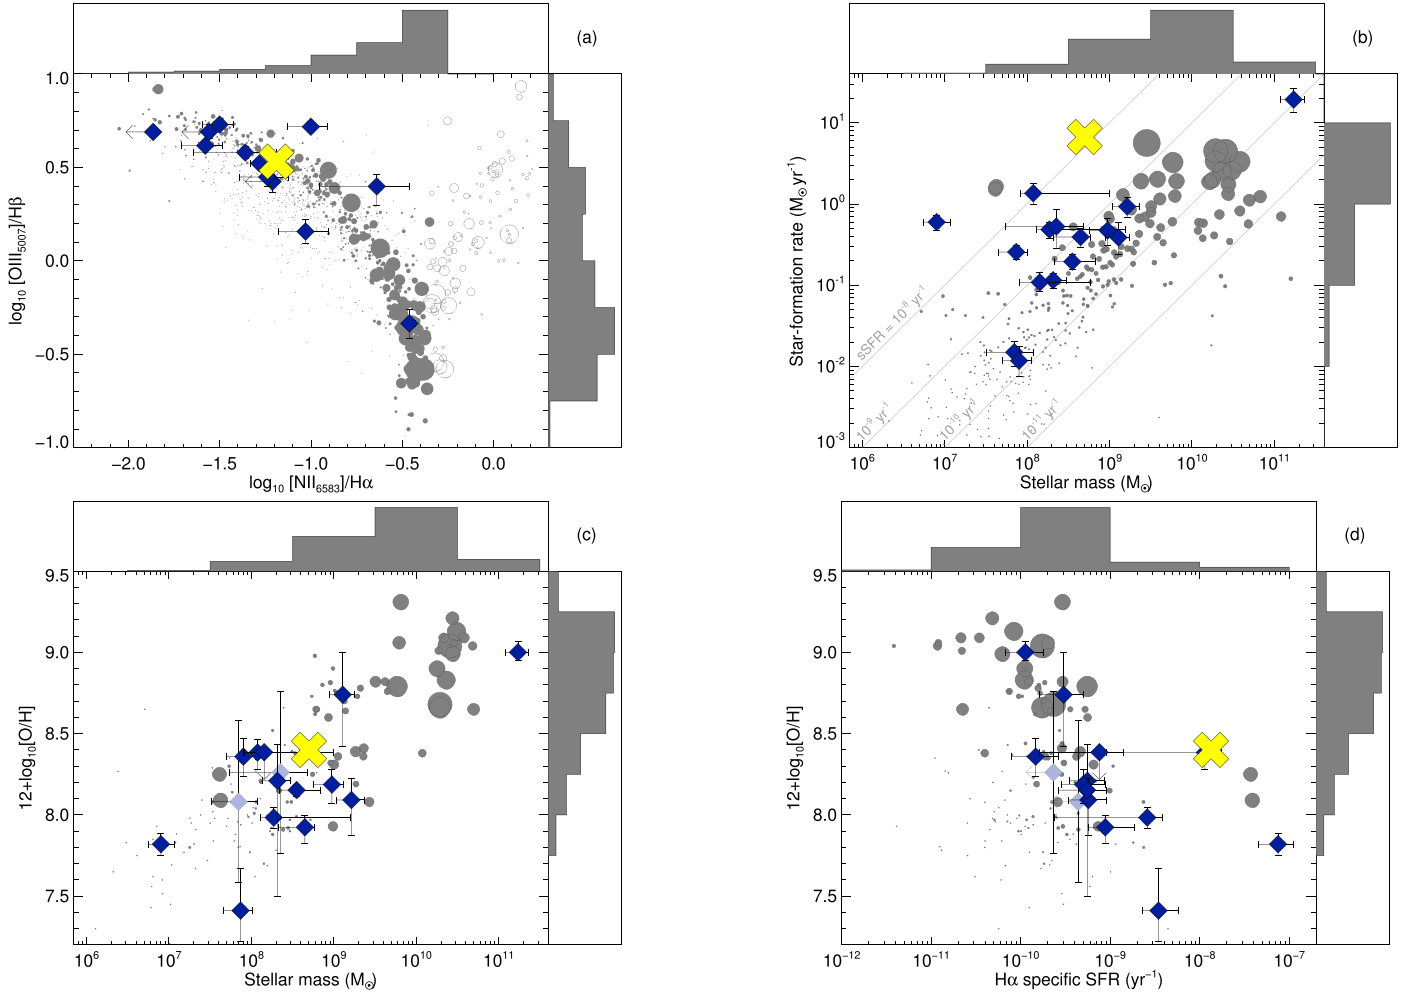 (a)
1.0
0.5
0.0
−0.5
−1.0
log₁₀ [OIII₅₀₀₇]/Hβ
−2.0 −1.5 −1.0 −0.5 0.0
log₁₀ [NII₆₅₈₃]/Hα
(b)
10¹
10⁰
10⁻¹
10⁻²
10⁻³
Star-formation rate (M☉yr⁻¹)
sSFR = 10⁻⁸ yr⁻¹
10⁻⁹ yr⁻¹
10⁻¹⁰ yr⁻¹
10⁻¹¹ yr⁻¹
10⁶ 10⁷ 10⁸ 10⁹ 10¹⁰ 10¹¹
Stellar mass (M☉)
(c)
9.5
9.0
8.5
8.0
7.5
12+log₁₀[O/H]
10⁶ 10⁷ 10⁸ 10⁹ 10¹⁰ 10¹¹
Stellar mass (M☉)
(d)
9.5
9.0
8.5
8.0
7.5
12+log₁₀[O/H]
10⁻¹² 10⁻¹¹ 10⁻¹⁰ 10⁻⁹ 10⁻⁸ 10⁻⁷
Hα specific SFR (yr⁻¹)